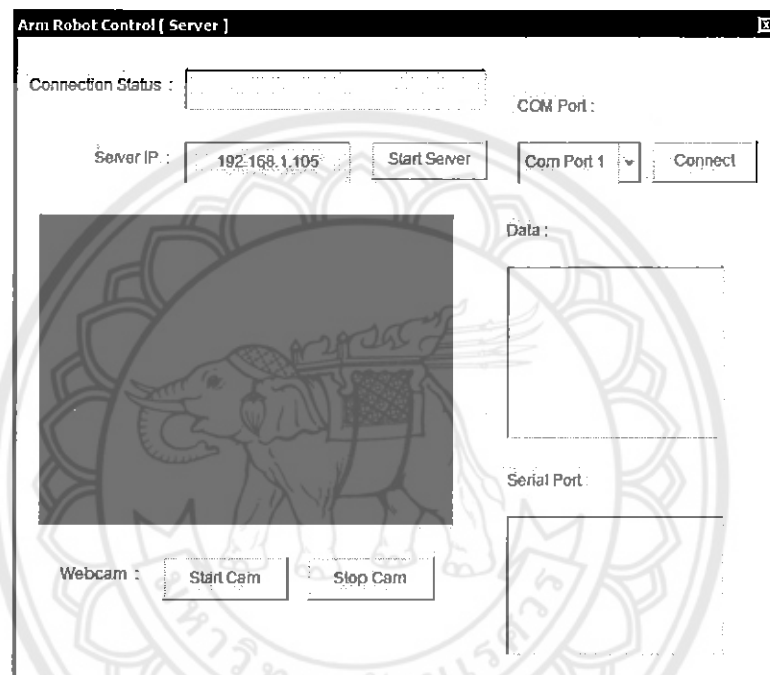 Arm Robot Control [ Server ]
Connection Status :
COM Port :
Server IP :
192.168.1.105
Start Server
Com Port 1
Connect
Data :
Serial Port :
Webcam :
Start Cam
Stop Cam